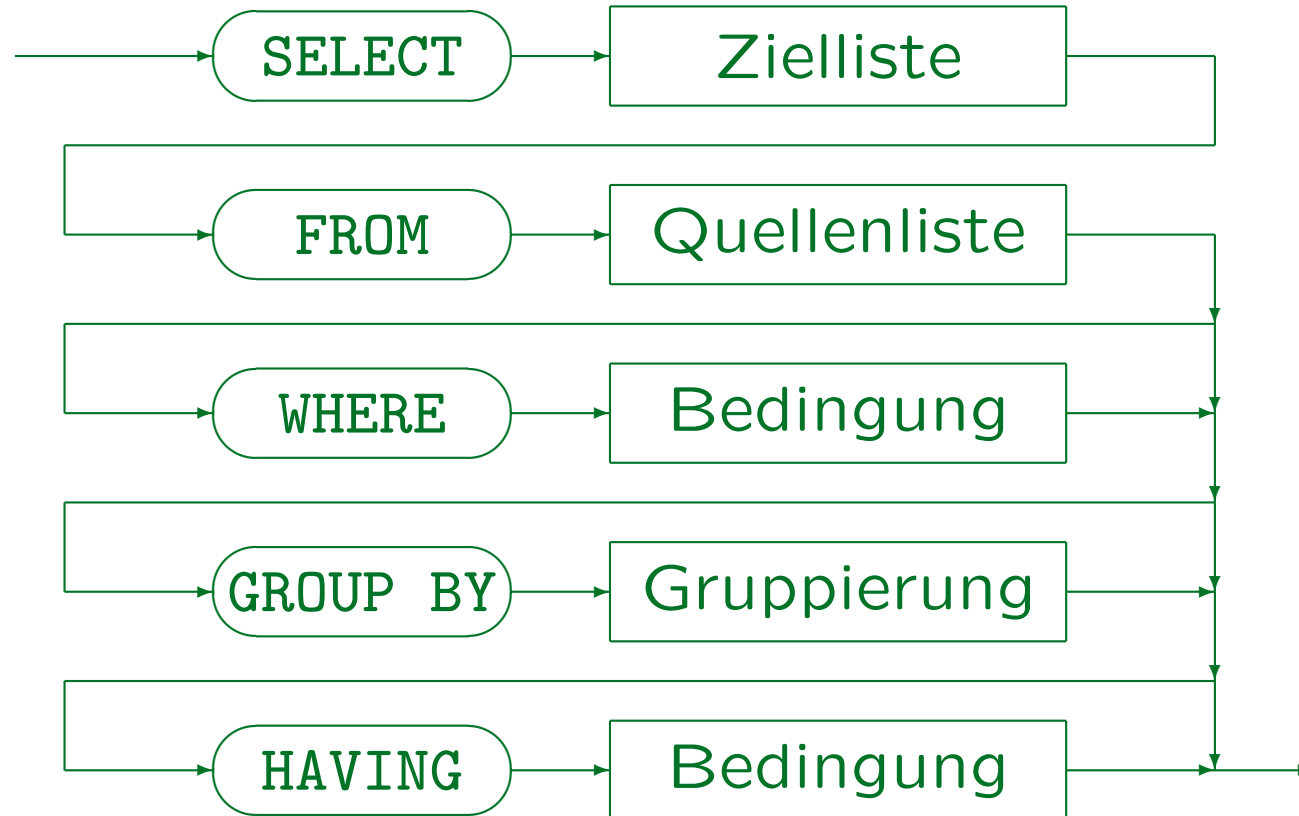 SELECT Zielliste
FROM Quellenliste
WHERE Bedingung
GROUP BY Gruppierung
HAVING Bedingung